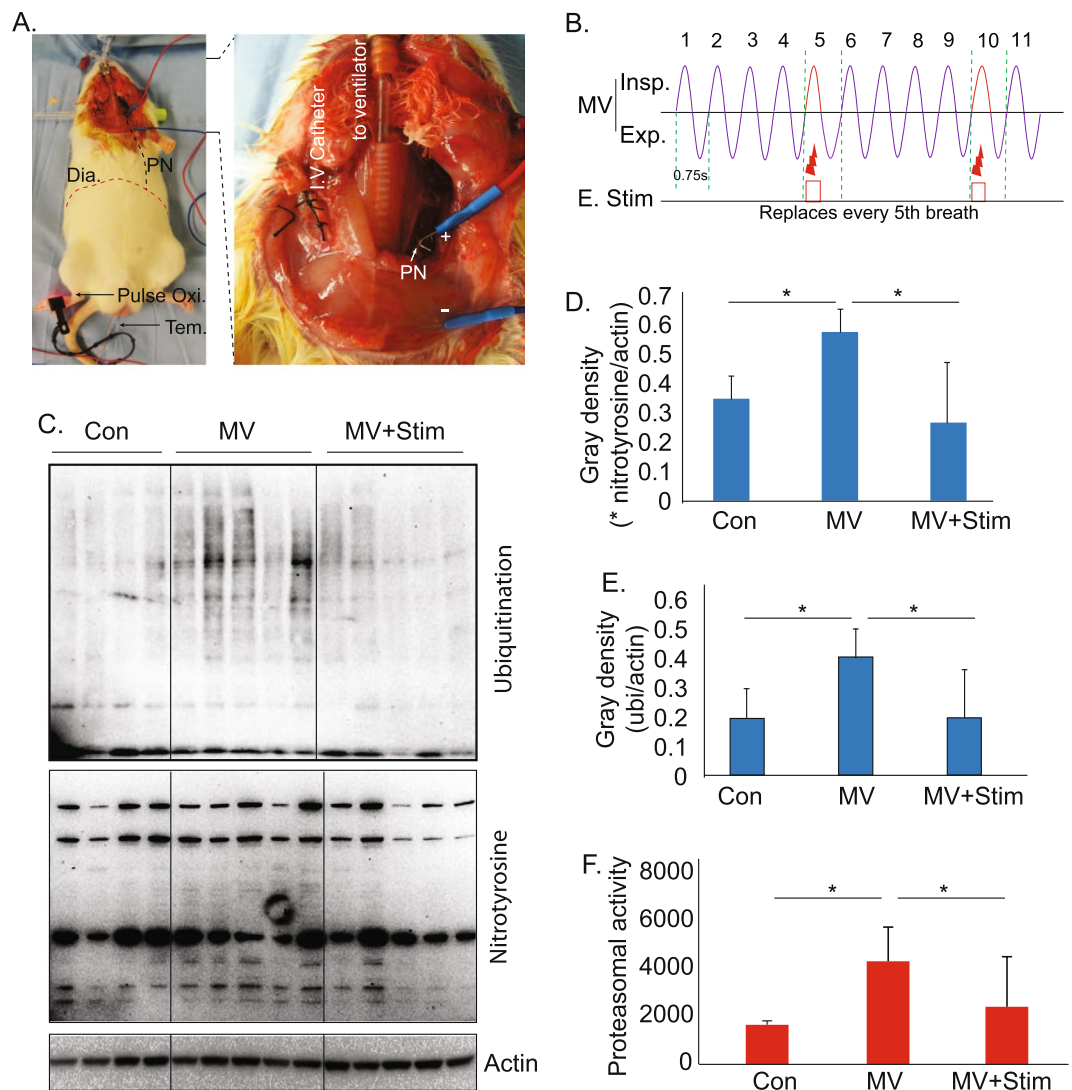 A.
Dia.
PN
Pulse Oxi.
Tem.
I.V Catheter
to ventilator
+
PN
-
B.
1 2 3 4 5 6 7 8 9 10 11
Insp.
MV
Exp.
0.75s
E. Stim
Replaces every 5th breath
C.
Con MV MV+Stim
Ubiquitination
Nitrotyrosine
Actin
D.
Gray density
(* nitrotyrosine/actin)
0.7
0.6
0.5
0.4
0.3
0.2
0.1
0
* *
Con MV MV+Stim
E.
Gray density
(ubi/actin)
0.6
0.5
0.4
0.3
0.2
0.1
0
* *
Con MV MV+Stim
F.
Proteasomal activity
8000
6000
4000
2000
0
* *
Con MV MV+Stim